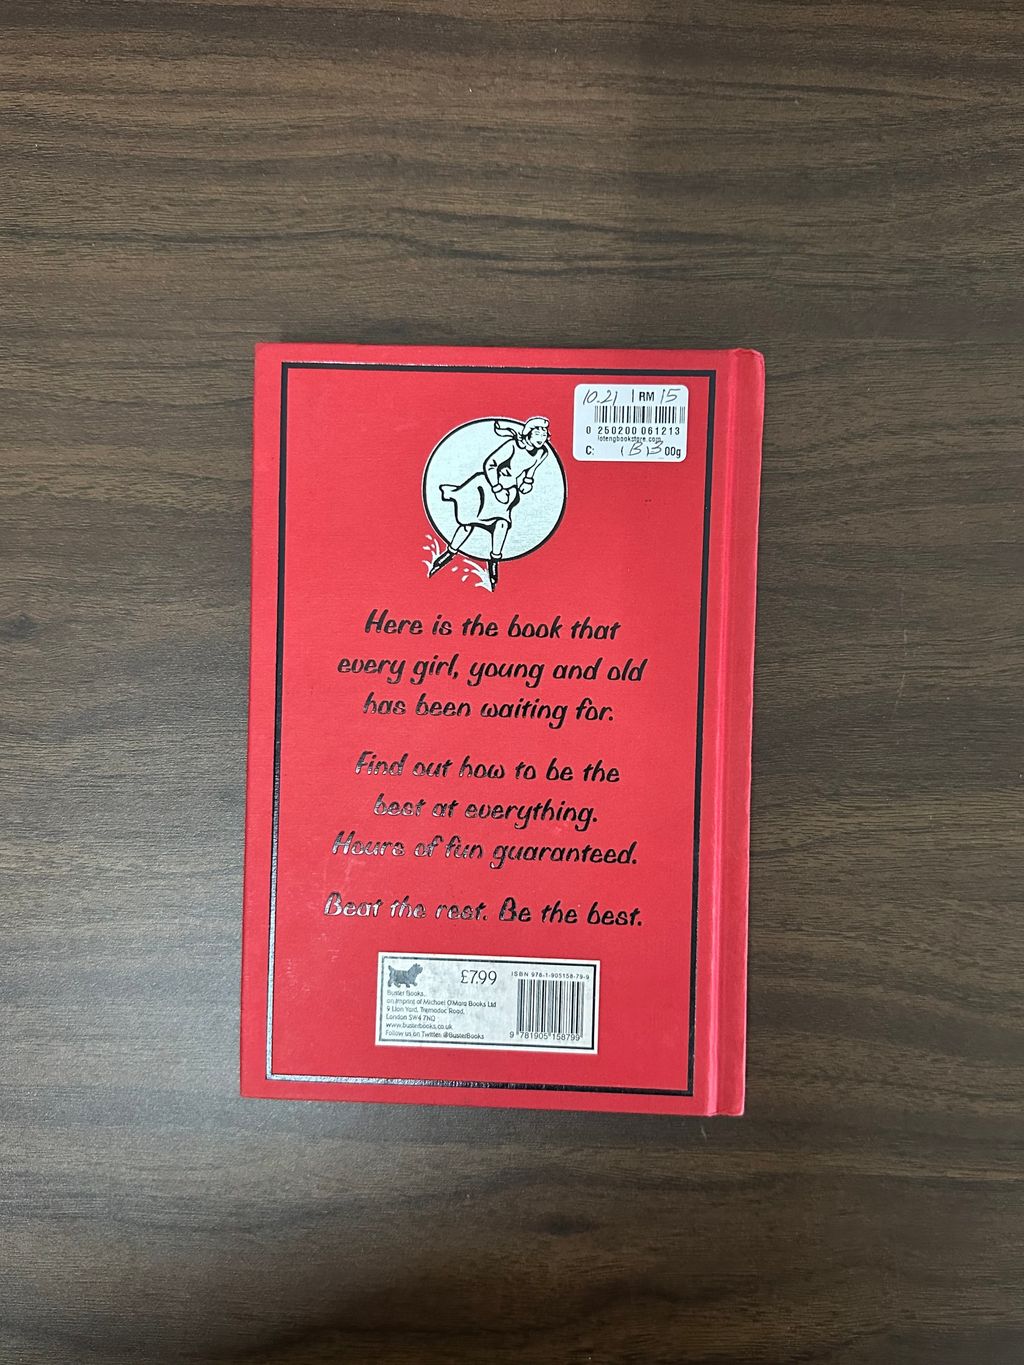 10.21 | RM 15
0 250200 061213
lotengbookstore.com
C: (B) 300g
Here is the book that
every girl, young and old
has been waiting for.
Find out how to be the
best at everything.
Hours of fun guaranteed.
Beat the rest. Be the best.
£7.99
Buster Books,
an imprint of Michael O'Mara Books Ltd
9 Lion Yard, Tremadoc Road,
London SW4 7NQ
www.busterbooks.co.uk
Follow us on Twitter: @BusterBooks
ISBN 978-1-905158-79-9
9 781905 158799